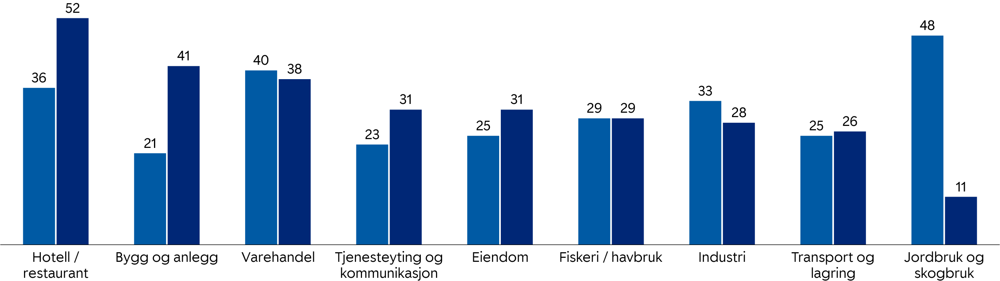 52
48
41
40
38
36
33
31
31
29
29
28
25
25
26
23
21
11
Hotell /
restaurant
Bygg og anlegg
Varehandel
Tjenesteyting og
kommunikasjon
Eiendom
Fiskeri / havbruk
Industri
Transport og
lagring
Jordbruk og
skogbruk